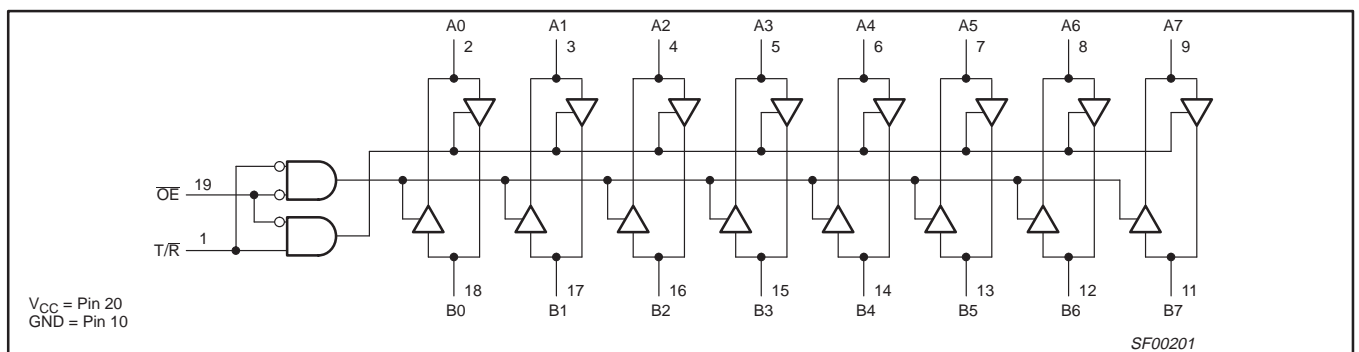 A0 A1 A2 A3 A4 A5 A6 A7
2 3 4 5 6 7 8 9
OE 19
T/R 1
18 17 16 15 14 13 12 11
B0 B1 B2 B3 B4 B5 B6 B7
VCC = Pin 20
GND = Pin 10
SF00201